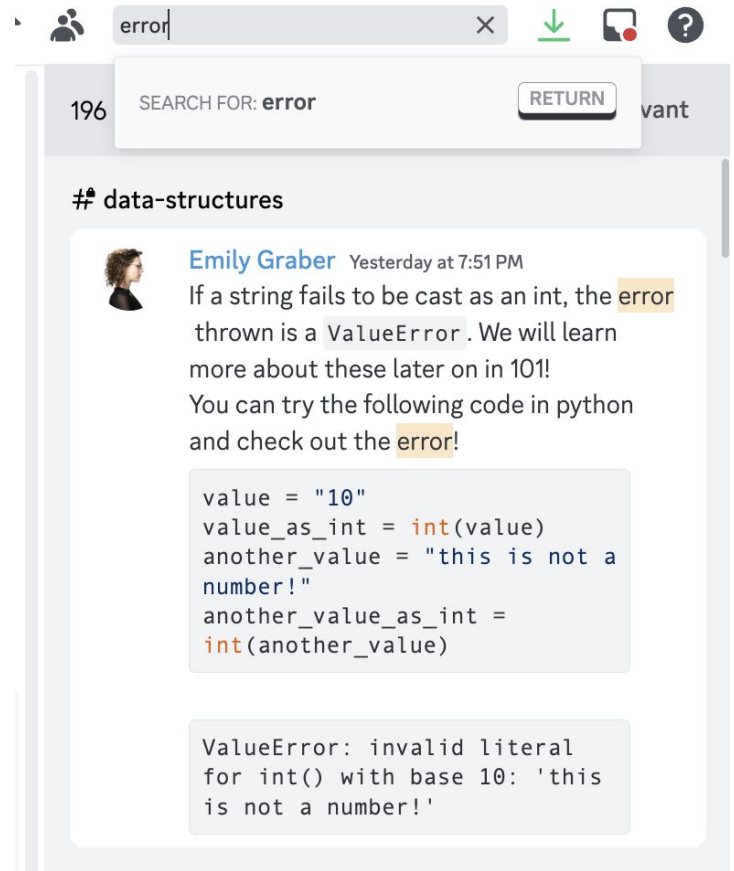 error
SEARCH FOR: error
RETURN
196
vant
# data-structures
Emily Graber Yesterday at 7:51 PM
If a string fails to be cast as an int, the error
thrown is a ValueError. We will learn
more about these later on in 101!
You can try the following code in python
and check out the error!
value = "10"
value_as_int = int(value)
another_value = "this is not a
number!"
another_value_as_int =
int(another_value)
ValueError: invalid literal
for int() with base 10: 'this
is not a number!'